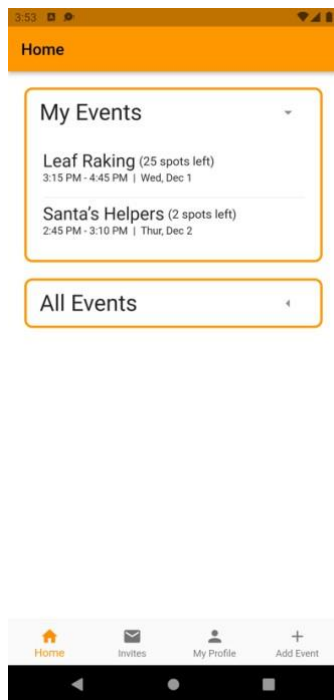 3:53
Home
My Events
Leaf Raking (25 spots left)
3:15 PM - 4:45 PM | Wed, Dec 1
Santa's Helpers (2 spots left)
2:45 PM - 3:10 PM | Thur, Dec 2
All Events
Home Invites My Profile Add Event